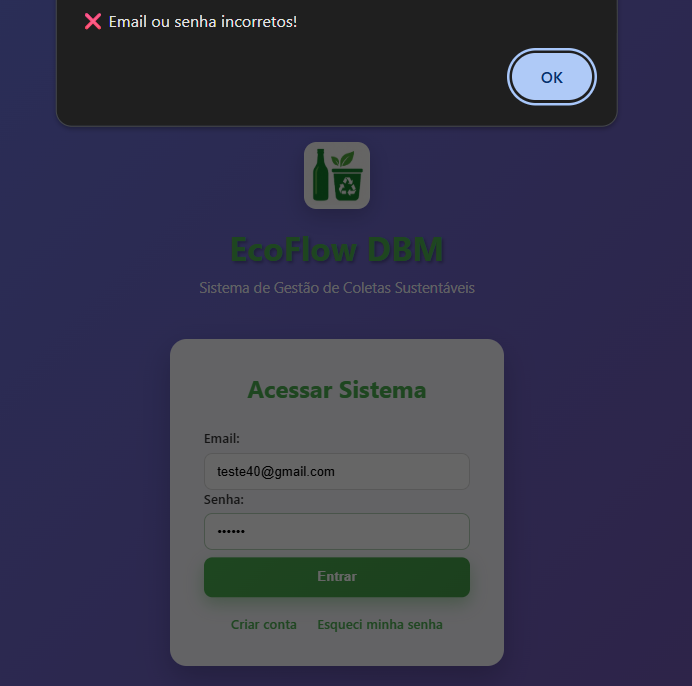 ❌ Email ou senha incorretos!
OK
EcoFlow DBM
Sistema de Gestão de Coletas Sustentáveis
Acessar Sistema
Email:
teste40@gmail.com
Senha:
••••••
Entrar
Criar conta Esqueci minha senha